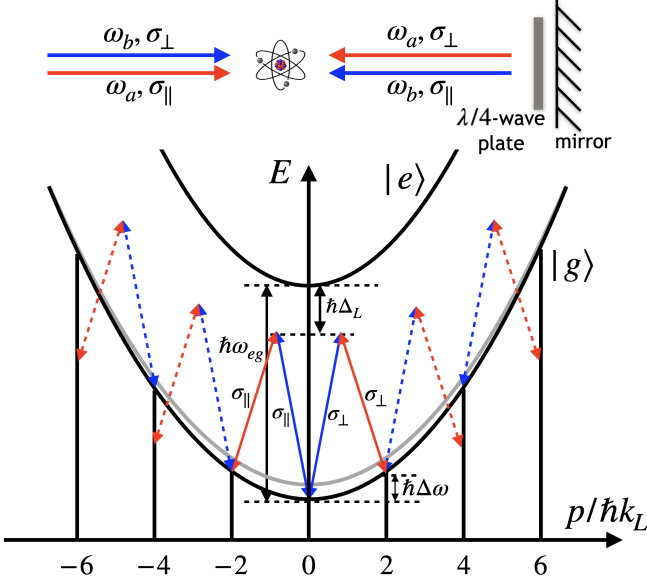 ω_b, σ_⊥
ω_a, σ_⊥
ω_a, σ_∥
ω_b, σ_∥
λ/4-wave
plate
mirror
E
|e⟩
|g⟩
ħΔ_L
ħω_eg
σ_∥
σ_∥
σ_⊥
σ_⊥
ħΔω
p/ħk_L
−6
−4
−2
0
2
4
6